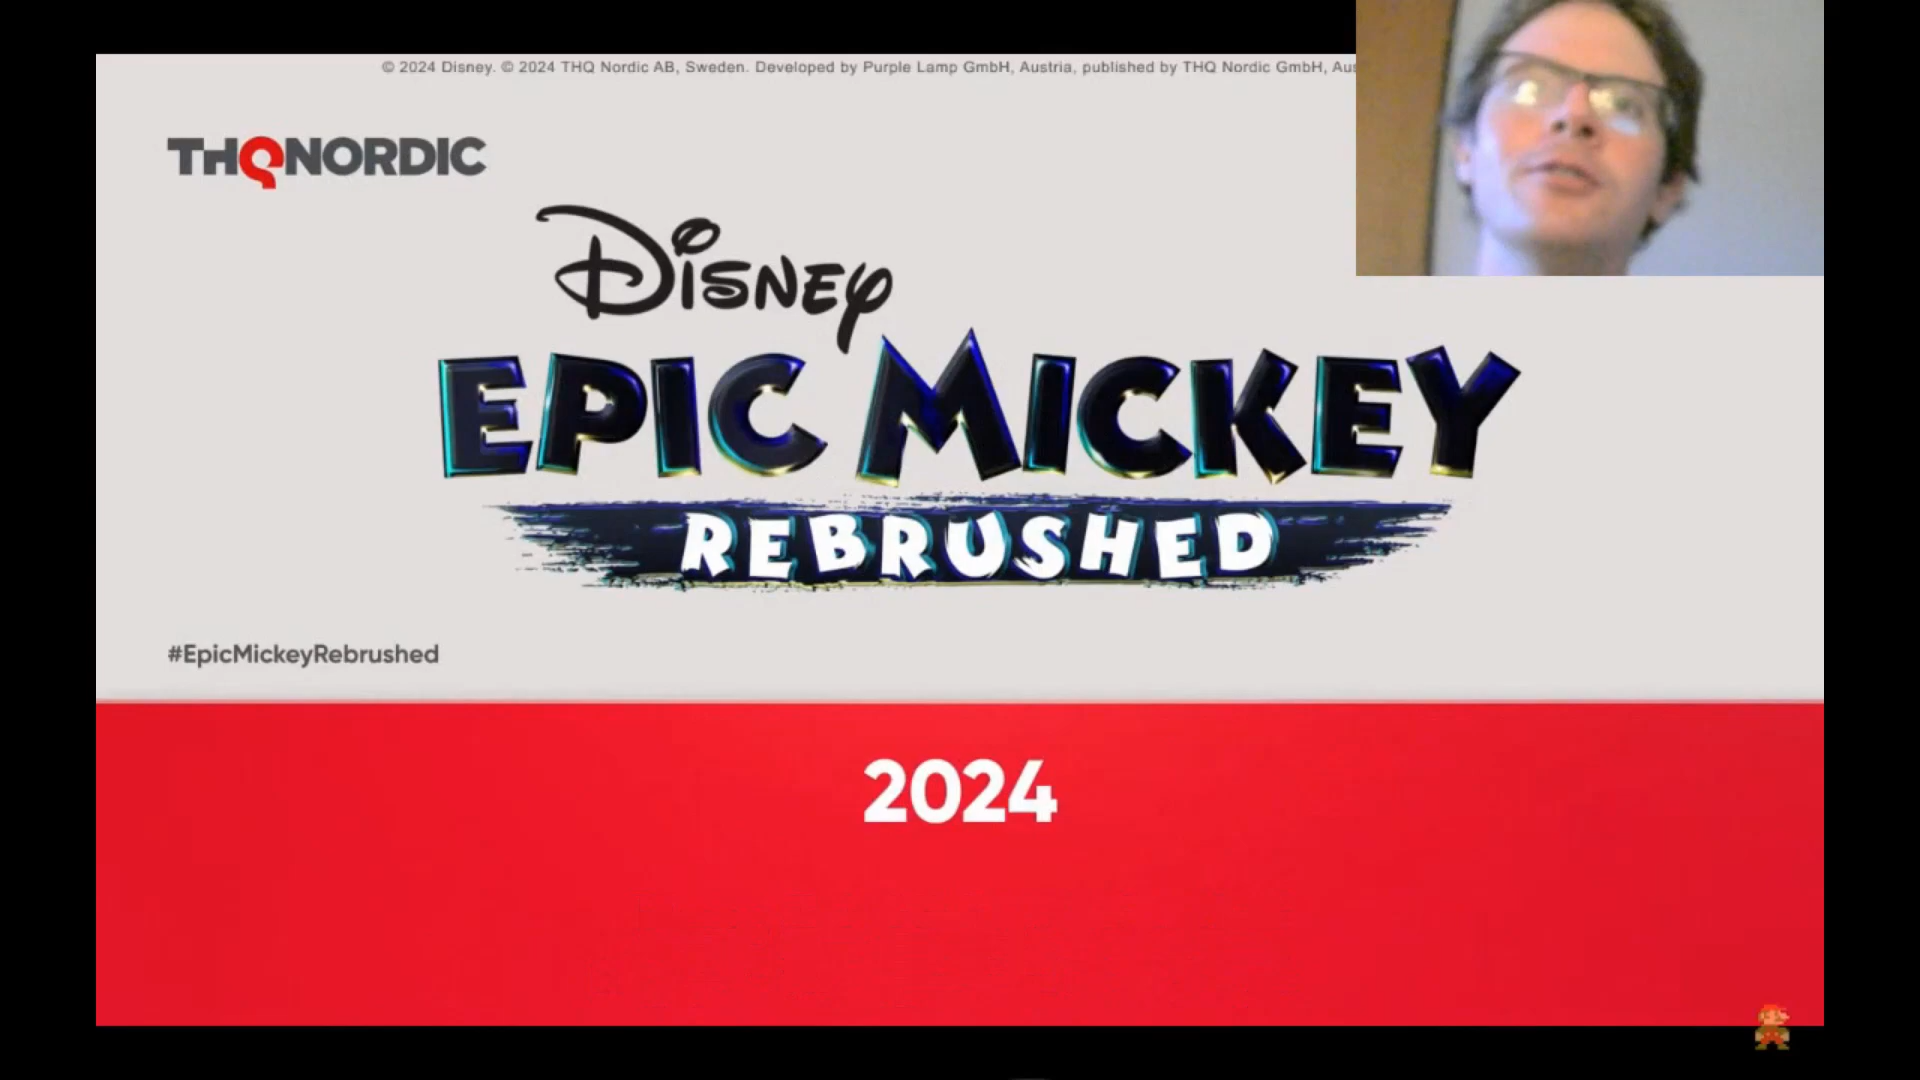 © 2024 Disney. © 2024 THQ Nordic AB, Sweden. Developed by Purple Lamp GmbH, Austria, published by THQ Nordic GmbH,
THQ NORDIC
Disney
EPIC MICKEY
REBRUSHED
#EpicMickeyRebrushed
2024